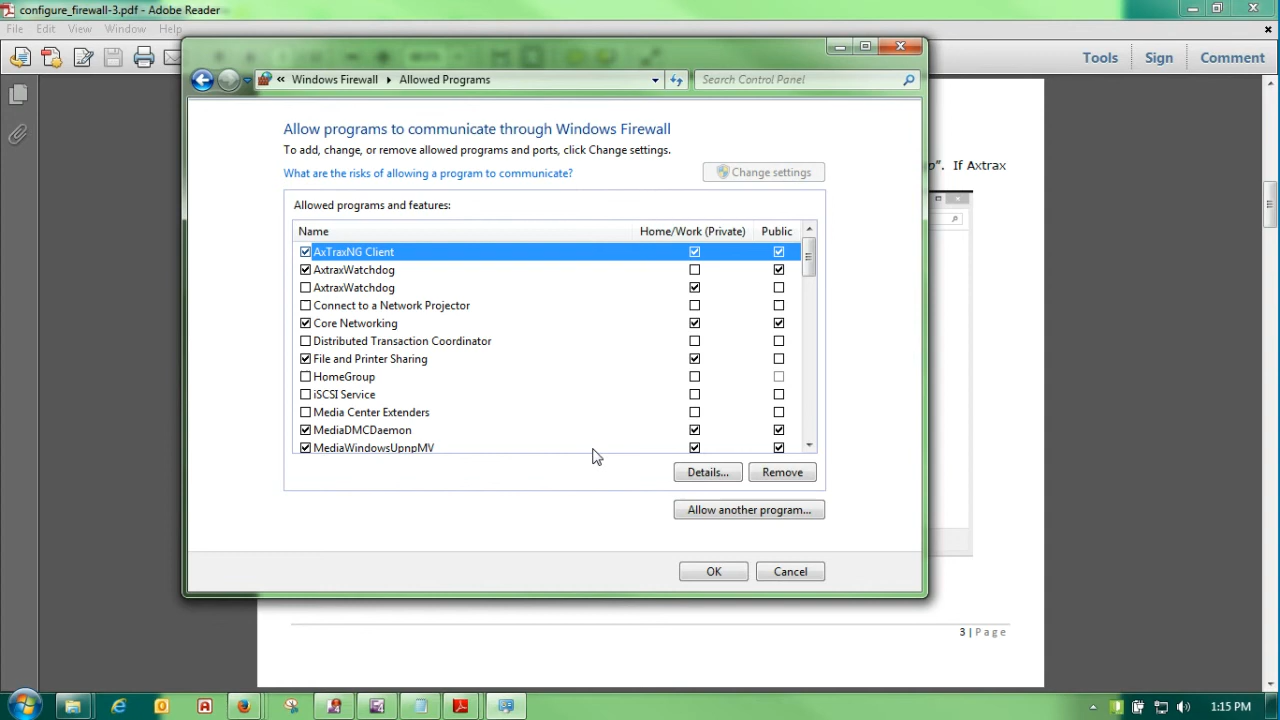 configure_firewall-3.pdf - Adobe Reader
File Edit View Window Help
Tools Sign Comment
Windows Firewall Allowed Programs Search Control Panel
Allow programs to communicate through Windows Firewall
To add, change, or remove allowed programs and ports, click Change settings.
What are the risks of allowing a program to communicate? Change settings
p". If Axtrax
Allowed programs and features:
Name Home/Work (Private) Public
AxTraxNG Client
AxtraxWatchdog
AxtraxWatchdog
Connect to a Network Projector
Core Networking
Distributed Transaction Coordinator
File and Printer Sharing
HomeGroup
iSCSI Service
Media Center Extenders
MediaDMCDaemon
MediaWindowsUpnpMV
Details... Remove
Allow another program...
OK Cancel
3 | Page
1:15 PM